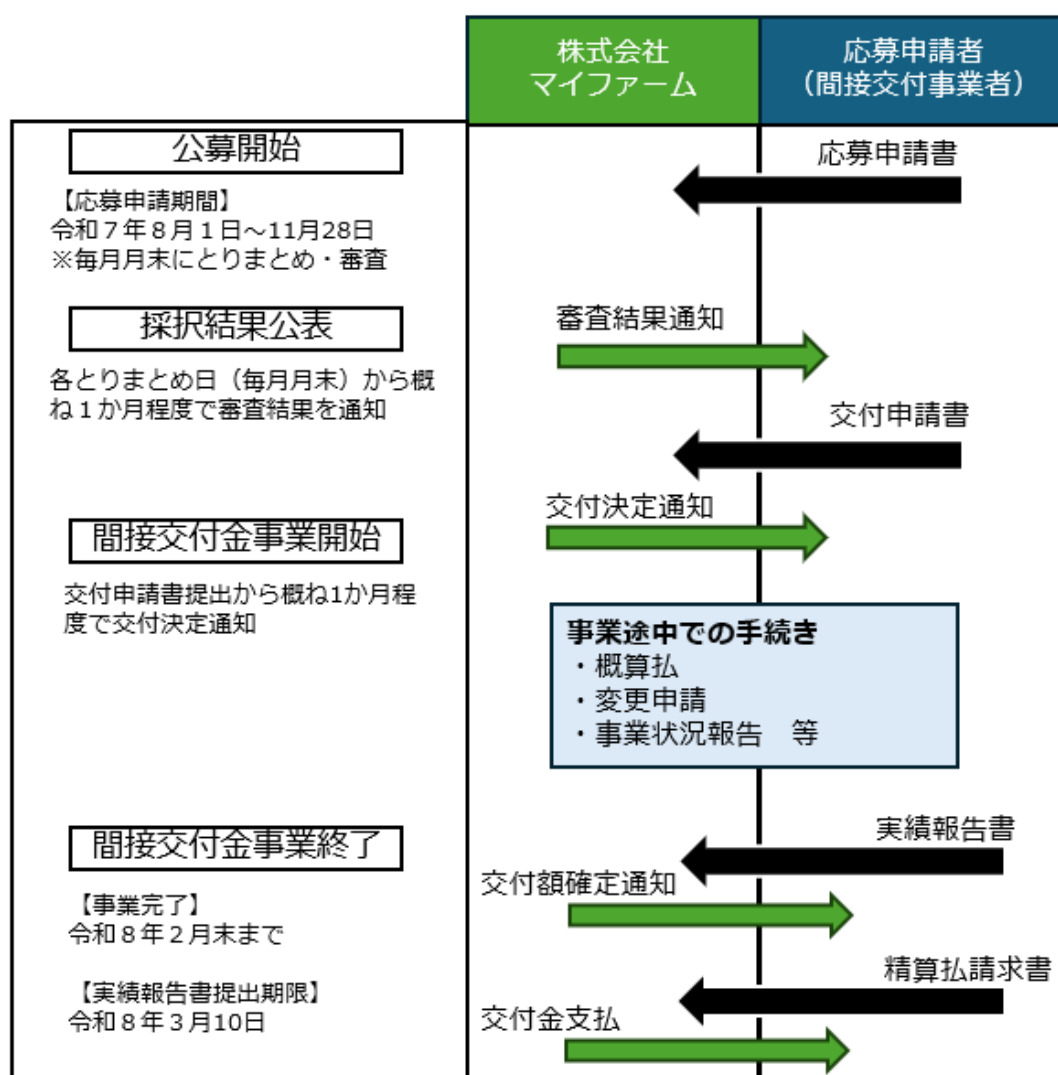 株式会社
マイファーム
応募申請者
（間接交付事業者）
公募開始
応募申請書
【応募申請期間】
令和７年８月１日～11月28日
※毎月月末にとりまとめ・審査
採択結果公表
審査結果通知
各とりまとめ日（毎月月末）から概
ね１か月程度で審査結果を通知
交付申請書
交付決定通知
間接交付金事業開始
交付申請書提出から概ね1か月程
度で交付決定通知
事業途中での手続き
・概算払
・変更申請
・事業状況報告　等
実績報告書
間接交付金事業終了
交付額確定通知
【事業完了】
令和８年２月末まで
精算払請求書
【実績報告書提出期限】
令和８年３月10日
交付金支払